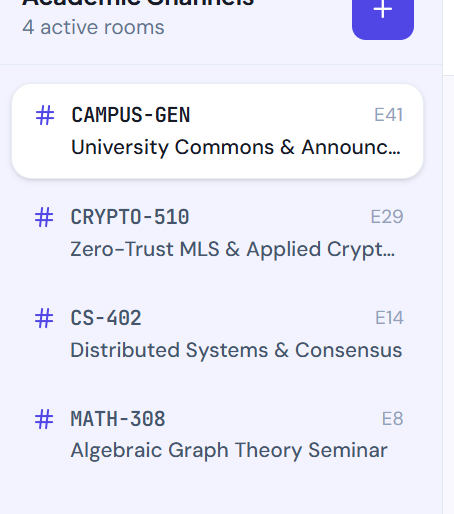 Academic Channels
4 active rooms
+
# CAMPUS-GEN E41
University Commons & Announc...
# CRYPTO-510 E29
Zero-Trust MLS & Applied Crypt...
# CS-402 E14
Distributed Systems & Consensus
# MATH-308 E8
Algebraic Graph Theory Seminar